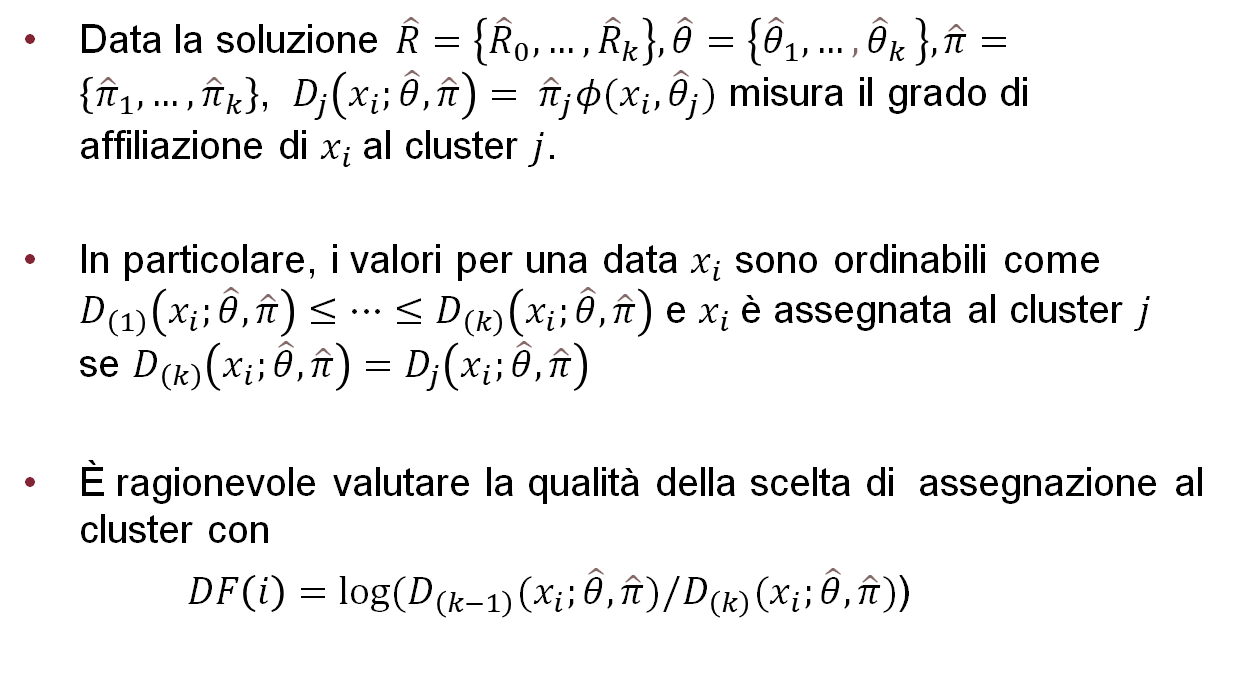 • Data la soluzione R̂ = {R̂₀, … , R̂ₖ}, θ̂ = {θ̂₁, … , θ̂ₖ}, π̂ =
{π̂₁, … , π̂ₖ}, Dⱼ(xᵢ; θ̂, π̂) = π̂ⱼϕ(xᵢ, θ̂ⱼ) misura il grado di
affiliazione di xᵢ al cluster j.
• In particolare, i valori per una data xᵢ sono ordinabili come
D₍₁₎(xᵢ; θ̂, π̂) ≤ ⋯ ≤ D₍ₖ₎(xᵢ; θ̂, π̂) e xᵢ è assegnata al cluster j
se D₍ₖ₎(xᵢ; θ̂, π̂) = Dⱼ(xᵢ; θ̂, π̂)
• È ragionevole valutare la qualità della scelta di assegnazione al
cluster con
DF(i) = log(D₍ₖ₋₁₎(xᵢ; θ̂, π̂)/D₍ₖ₎(xᵢ; θ̂, π̂))